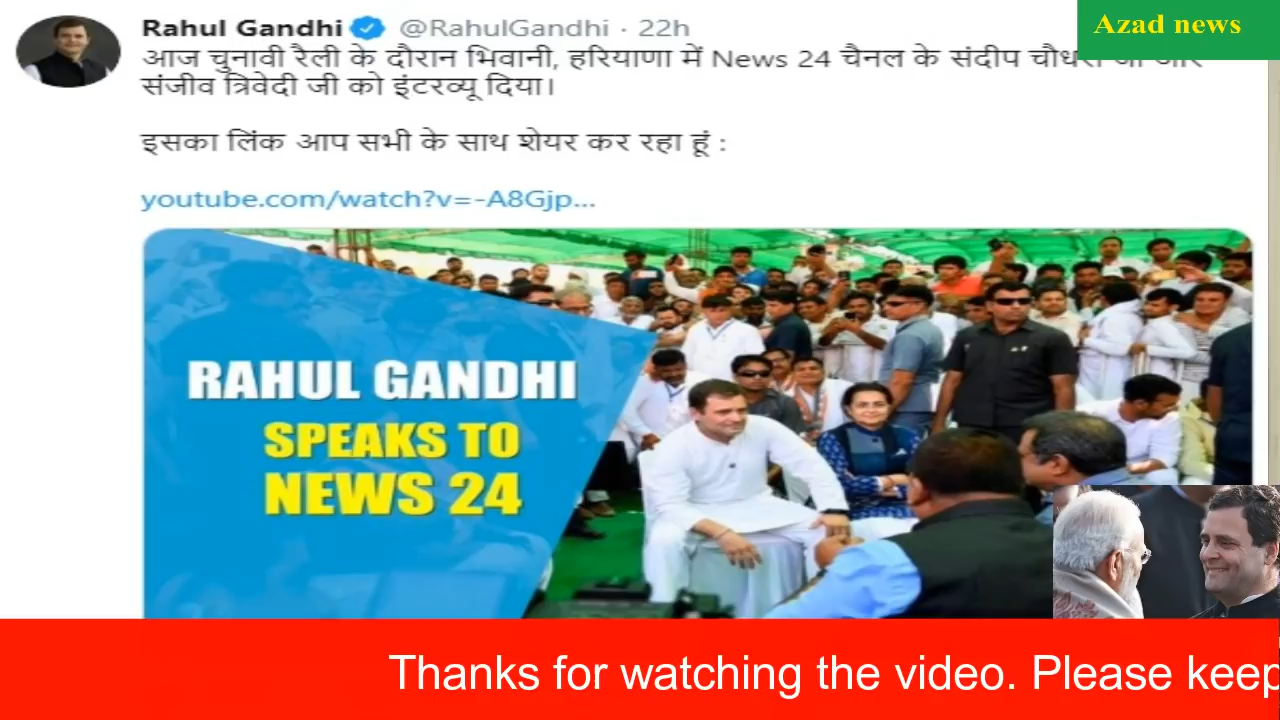 Rahul Gandhi @RahulGandhi · 22h
Azad news
आज चुनावी रैली के दौरान भिवानी, हरियाणा में News 24 चैनल के संदीप
संजीव त्रिवेदी जी को इंटरव्यू दिया।
इसका लिंक आप सभी के साथ शेयर कर रहा हूं :
youtube.com/watch?v=-A8Gjp...
RAHUL GANDHI
SPEAKS TO
NEWS 24
Thanks for watching the video. Please keep